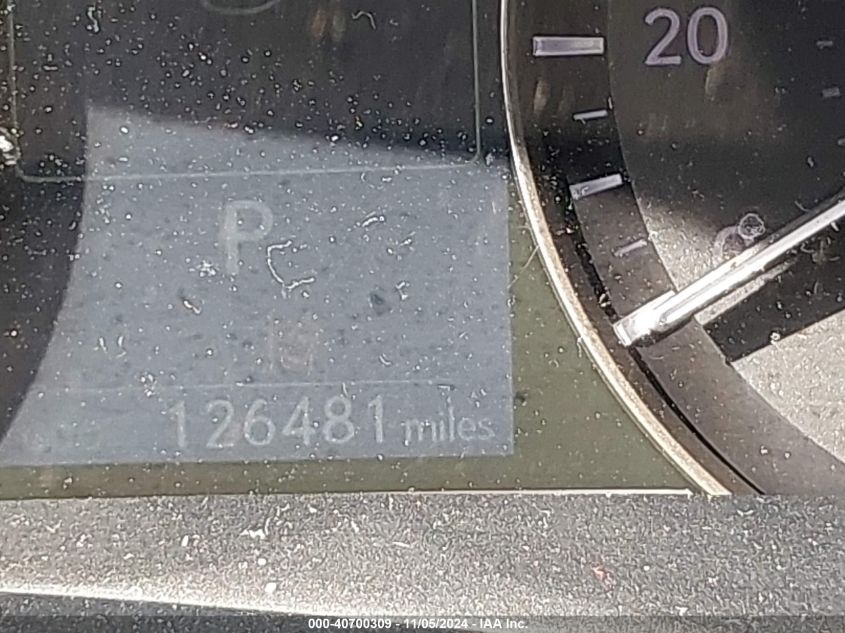 20
P
126481 miles
000-40700309 - 11/05/2024 - IAA Inc.